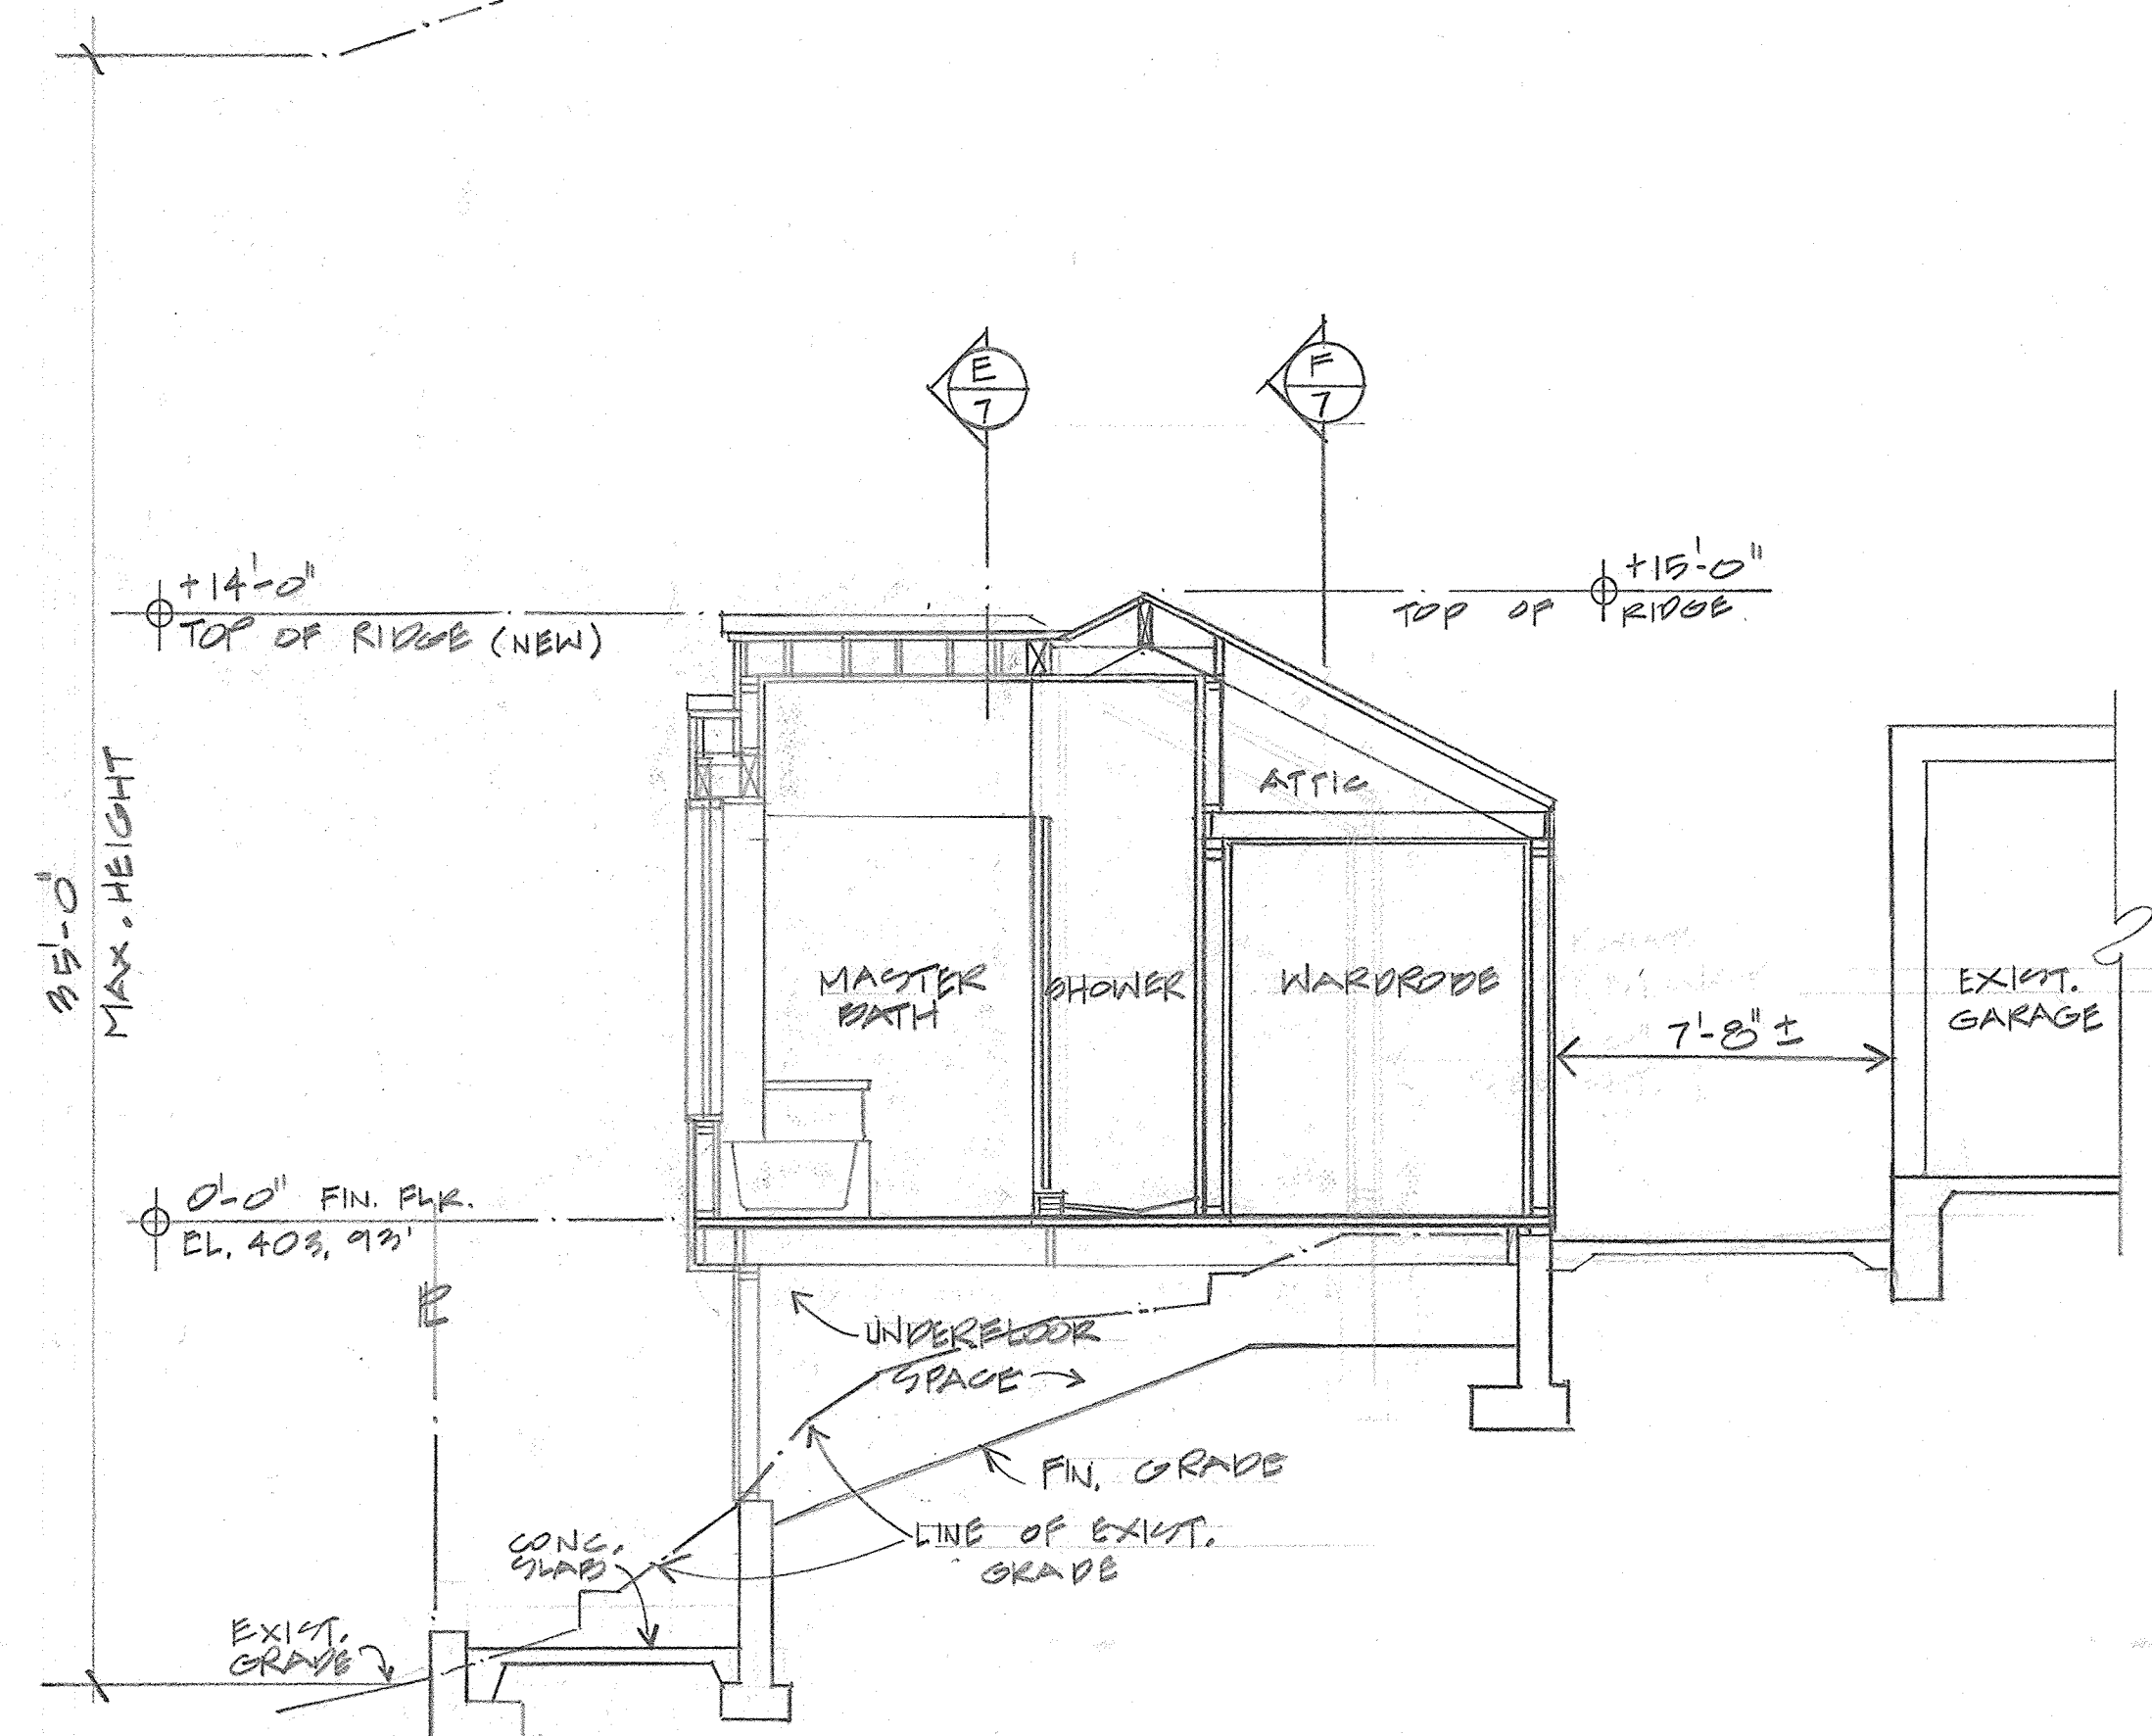 E
7
F
7
+14'-0"
TOP OF RIDGE (NEW)
+15'-0"
TOP OF RIDGE
35'-0"
MAX. HEIGHT
ATTIC
MASTER
BATH
SHOWER
WARDROBE
EXIST.
GARAGE
7'-8" ±
0'-0" FIN. FLR.
EL. 403.93'
PL
UNDERFLOOR
SPACE
FIN. GRADE
LINE OF EXIST.
GRADE
CONC.
SLAB
EXIST.
GRADE